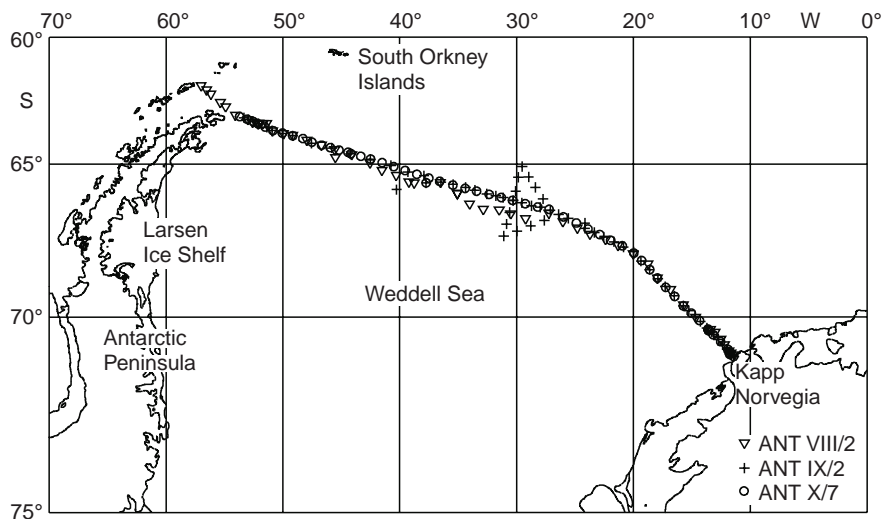 70° 60° 50° 40° 30° 20° 10° 0°
60°
S
South Orkney
Islands
65°
Larsen
Ice Shelf
Weddell Sea
70°
Antarctic
Peninsula
Kapp
Norvegia
ANT VIII/2
ANT IX/2
ANT X/7
75°